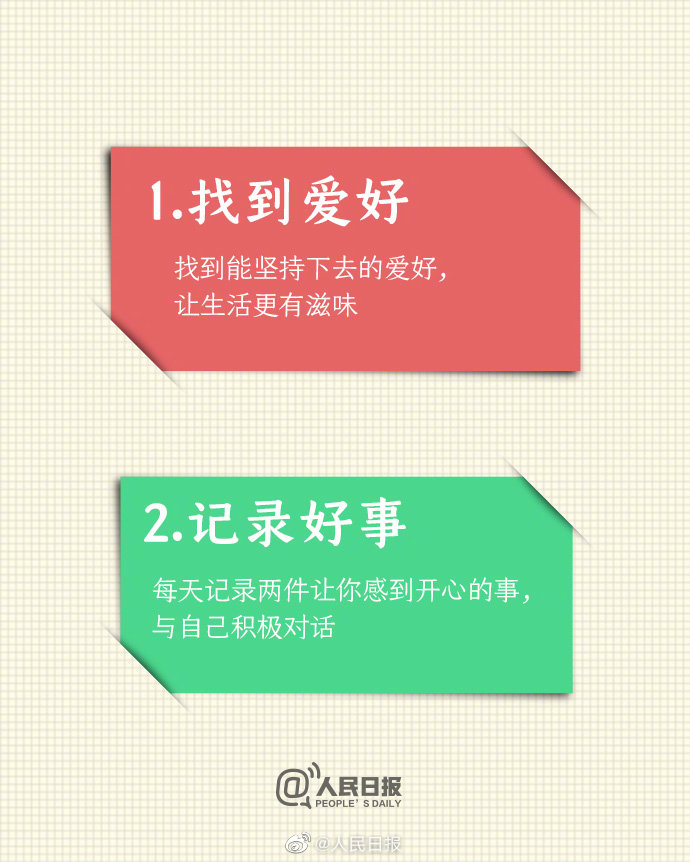 1.找到爱好
找到能坚持下去的爱好，
让生活更有滋味
2.记录好事
每天记录两件让你感到开心的事，
与自己积极对话
@人民日报
PEOPLE'S DAILY
@人民日报